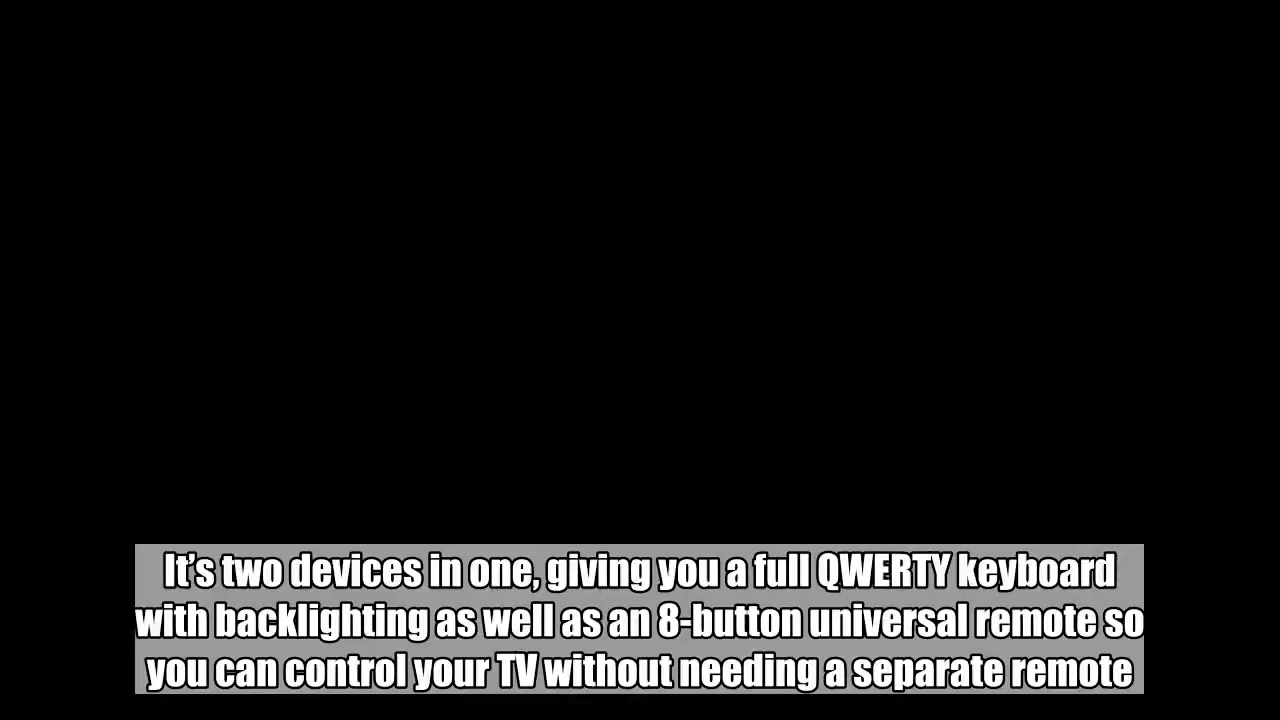 It’s two devices in one, giving you a full QWERTY keyboard
with backlighting as well as an 8-button universal remote so
you can control your TV without needing a separate remote